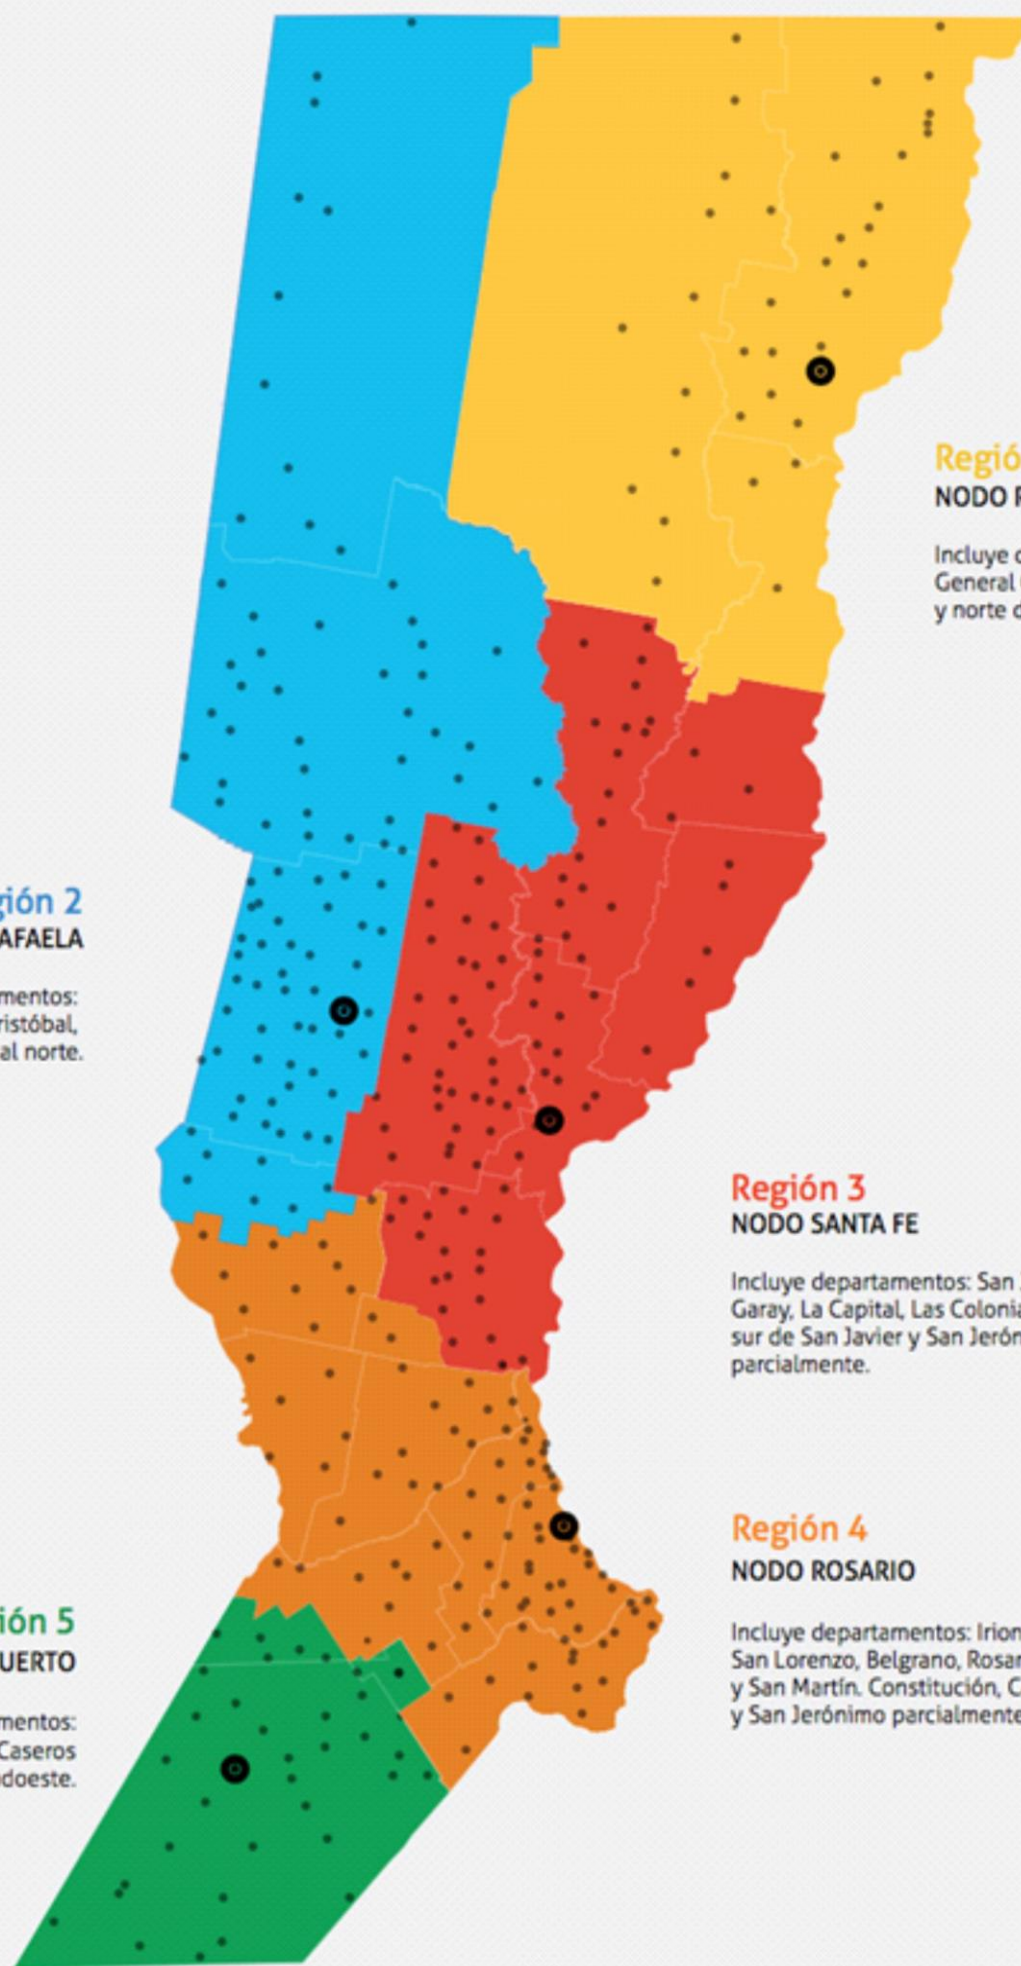 Regió
NODO
Incluye
General
y norte
gión 2
AFAELA
mentos:
ristóbal,
al norte.
Región 3
NODO SANTA FE
Incluye departamentos: San
Garay, La Capital, Las Colonia
sur de San Javier y San Jerón
parcialmente.
Región 4
NODO ROSARIO
Incluye departamentos: Irion
San Lorenzo, Belgrano, Rosar
y San Martín. Constitución, C
y San Jerónimo parcialmente
ión 5
UERTO
mentos:
Caseros
doeste.